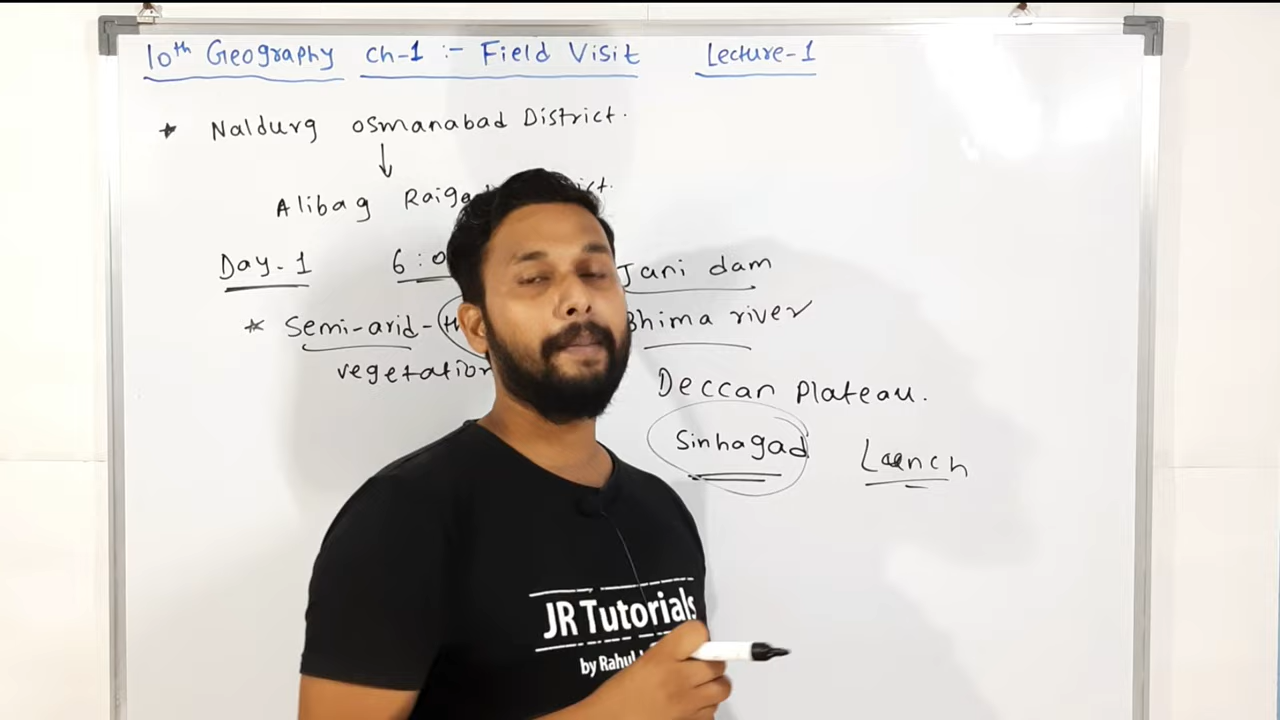 10th Geography ch-1 :- Field Visit Lecture-1
* Naldurg osmanabad District.
↓
Alibag
Day-1 6:0 Jani dam
* Semi-arid- Bhima river
vegetation
Deccan Plateau.
Sinhagad Launch
JR Tutorials
by Rahul